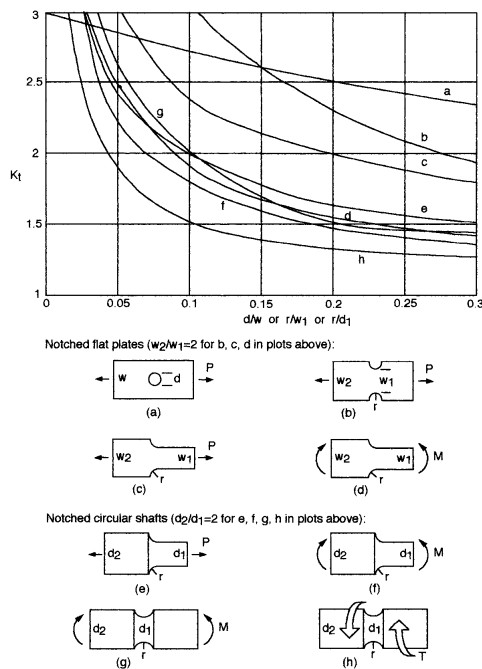 3
2.5
2
1.5
1
Kt
a
b
c
e
d
g
f
h
0 0.05 0.1 0.15 0.2 0.25 0.3
d/w or r/w1 or r/d1
Notched flat plates (w2/w1=2 for b, c, d in plots above):
w d P
(a)
w2 w1 P
r
(b)
w2 w1 P
r
(c)
w2 w1 M
r
(d)
Notched circular shafts (d2/d1=2 for e, f, g, h in plots above):
d2 d1 P
r
(e)
d2 d1 M
r
(f)
d2 d1 M
r
(g)
d2 d1
r T
(h)